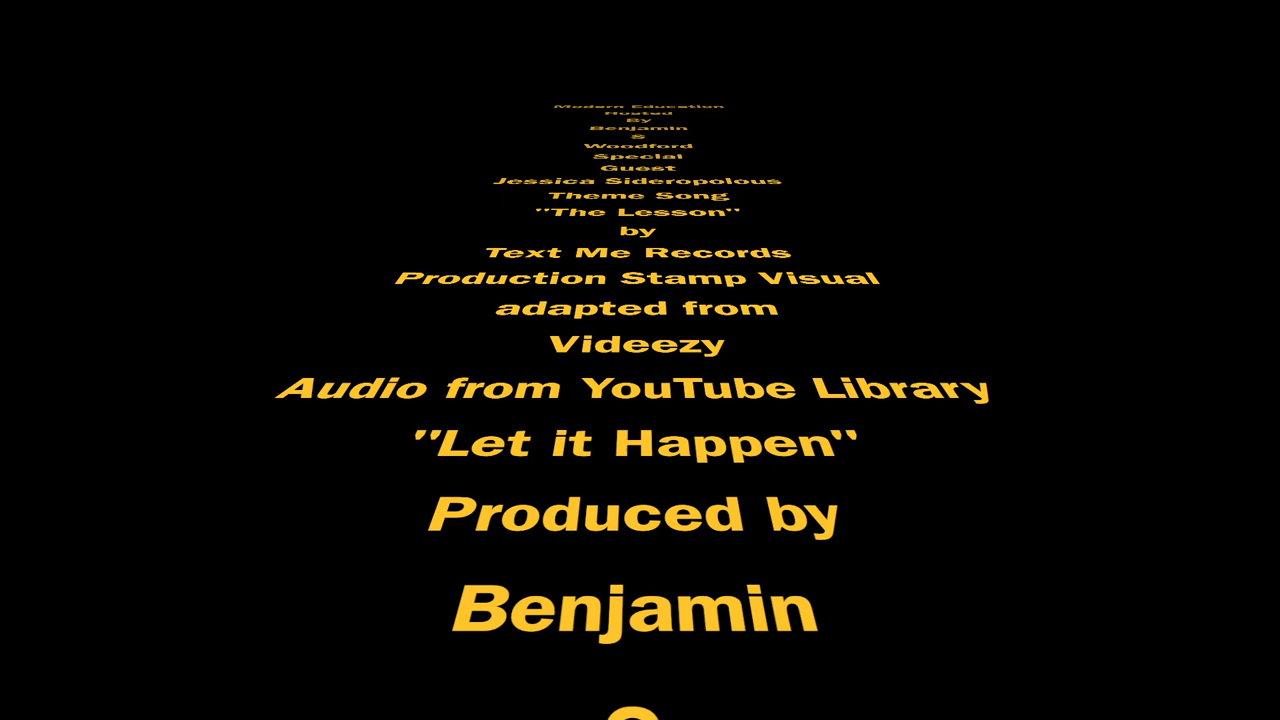 Modern Education
Hosted
By
Benjamin
S
Woodford
Special
Guest
Jessica Sideropolous
Theme Song
"The Lesson"
by
Text Me Records
Production Stamp Visual
adapted from
Videezy
Audio from YouTube Library
"Let it Happen"
Produced by
Benjamin